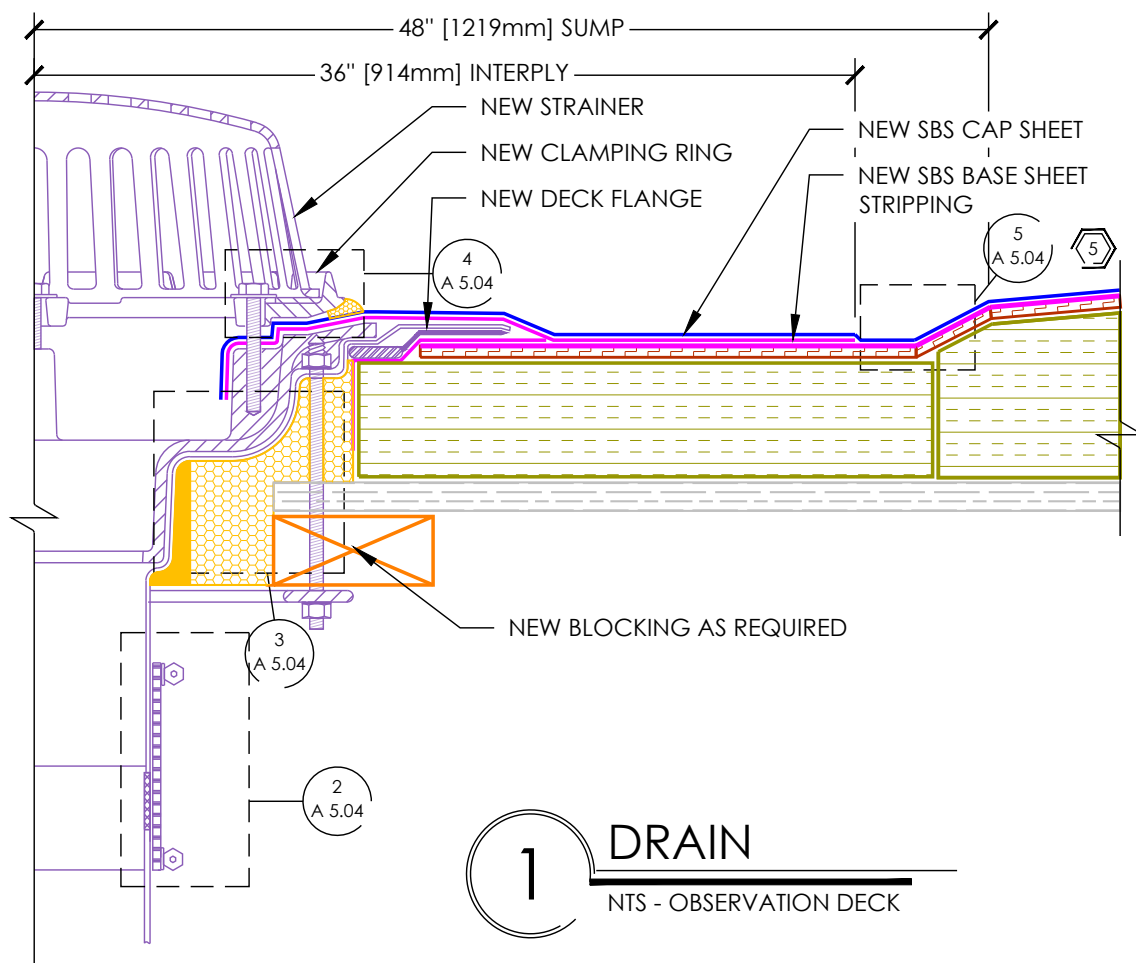 48" [1219mm] SUMP
36" [914mm] INTERPLY
NEW STRAINER
NEW CLAMPING RING
NEW DECK FLANGE
NEW SBS CAP SHEET
NEW SBS BASE SHEET
STRIPPING
4
A 5.04
5
A 5.04
5
NEW BLOCKING AS REQUIRED
3
A 5.04
2
A 5.04
1
DRAIN
NTS - OBSERVATION DECK